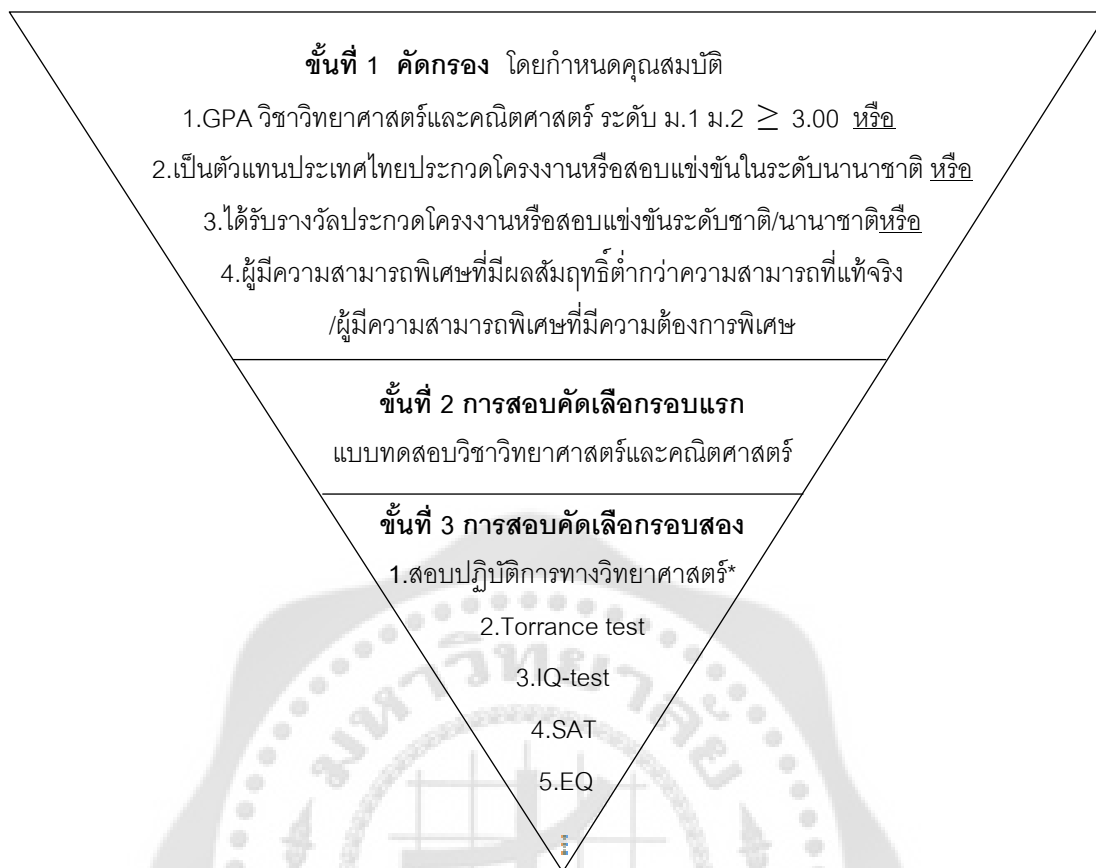 ขั้นที่ 1 คัดกรอง โดยกำหนดคุณสมบัติ
1.GPA วิชาวิทยาศาสตร์และคณิตศาสตร์ ระดับ ม.1 ม.2 ≥ 3.00 หรือ
2.เป็นตัวแทนประเทศไทยประกวดโครงงานหรือสอบแข่งขันในระดับนานาชาติ หรือ
3.ได้รับรางวัลประกวดโครงงานหรือสอบแข่งขันระดับชาติ/นานาชาติหรือ
4.ผู้มีความสามารถพิเศษที่มีผลสัมฤทธิ์ต่ำกว่าความสามารถที่แท้จริง
/ผู้มีความสามารถพิเศษที่มีความต้องการพิเศษ
ขั้นที่ 2 การสอบคัดเลือกรอบแรก
แบบทดสอบวิชาวิทยาศาสตร์และคณิตศาสตร์
ขั้นที่ 3 การสอบคัดเลือกรอบสอง
1.สอบปฏิบัติการทางวิทยาศาสตร์*
2.Torrance test
3.IQ-test
4.SAT
5.EQ
มหาวิทยาลัย